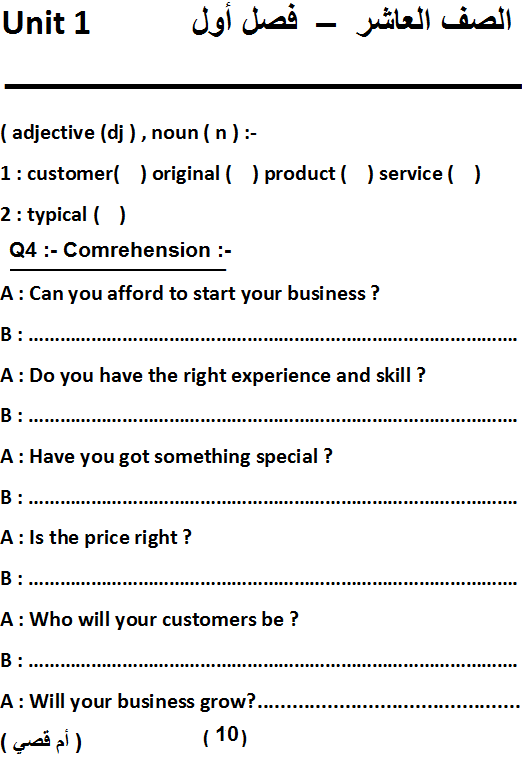 Unit 1 الصف العاشر – فصل أول
( adjective (dj ) , noun ( n ) :-
1 : customer( ) original ( ) product ( ) service ( )
2 : typical ( )
Q4 :- Comrehension :-
A : Can you afford to start your business ?
B : ........................................................................................
A : Do you have the right experience and skill ?
B : ........................................................................................
A : Have you got something special ?
B : ........................................................................................
A : Is the price right ?
B : ........................................................................................
A : Who will your customers be ?
B : ........................................................................................
A : Will your business grow?.............................................
( أم قصي ) ( 10 )